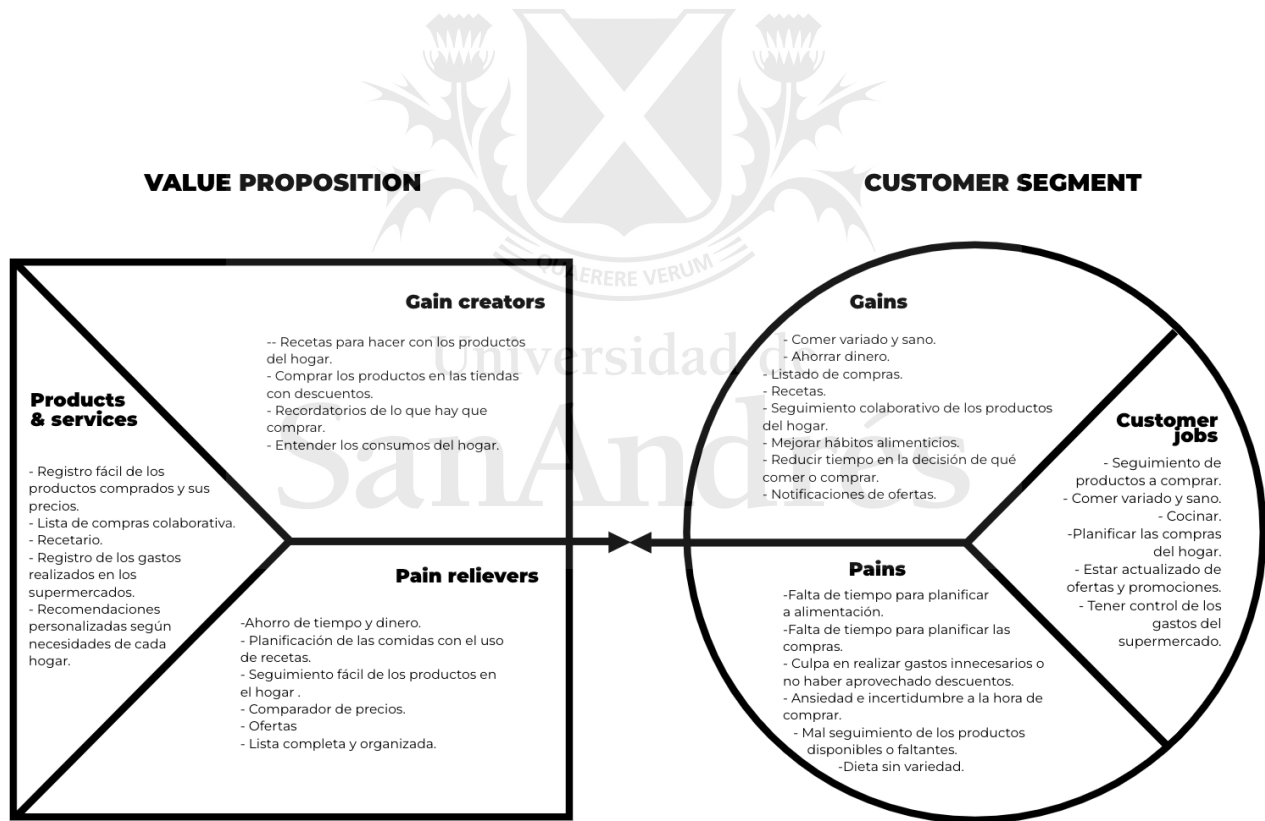 VALUE PROPOSITION
CUSTOMER SEGMENT
QUAERERE VERUM
Universidad de
SanAndrés
Products
& services
- Registro fácil de los
productos comprados y sus
precios.
- Lista de compras colaborativa.
- Recetario.
- Registro de los gastos
realizados en los
supermercados.
- Recomendaciones
personalizadas según
necesidades de cada
hogar.
Gain creators
-- Recetas para hacer con los productos
del hogar.
- Comprar los productos en las tiendas
con descuentos.
- Recordatorios de lo que hay que
comprar.
- Entender los consumos del hogar.
Pain relievers
-Ahorro de tiempo y dinero.
- Planificación de las comidas con el uso
de recetas.
- Seguimiento fácil de los productos en
el hogar .
- Comparador de precios.
- Ofertas
- Lista completa y organizada.
Gains
- Comer variado y sano.
- Ahorrar dinero.
- Listado de compras.
- Recetas.
- Seguimiento colaborativo de los productos
del hogar.
- Mejorar hábitos alimenticios.
- Reducir tiempo en la decisión de qué
comer o comprar.
- Notificaciones de ofertas.
Pains
-Falta de tiempo para planificar
a alimentación.
-Falta de tiempo para planificar las
compras.
- Culpa en realizar gastos innecesarios o
no haber aprovechado descuentos.
- Ansiedad e incertidumbre a la hora de
comprar.
- Mal seguimiento de los productos
disponibles o faltantes.
-Dieta sin variedad.
Customer
jobs
- Seguimiento de
productos a comprar.
- Comer variado y sano.
- Cocinar.
-Planificar las compras
del hogar.
- Estar actualizado de
ofertas y promociones.
- Tener control de los
gastos del
supermercado.